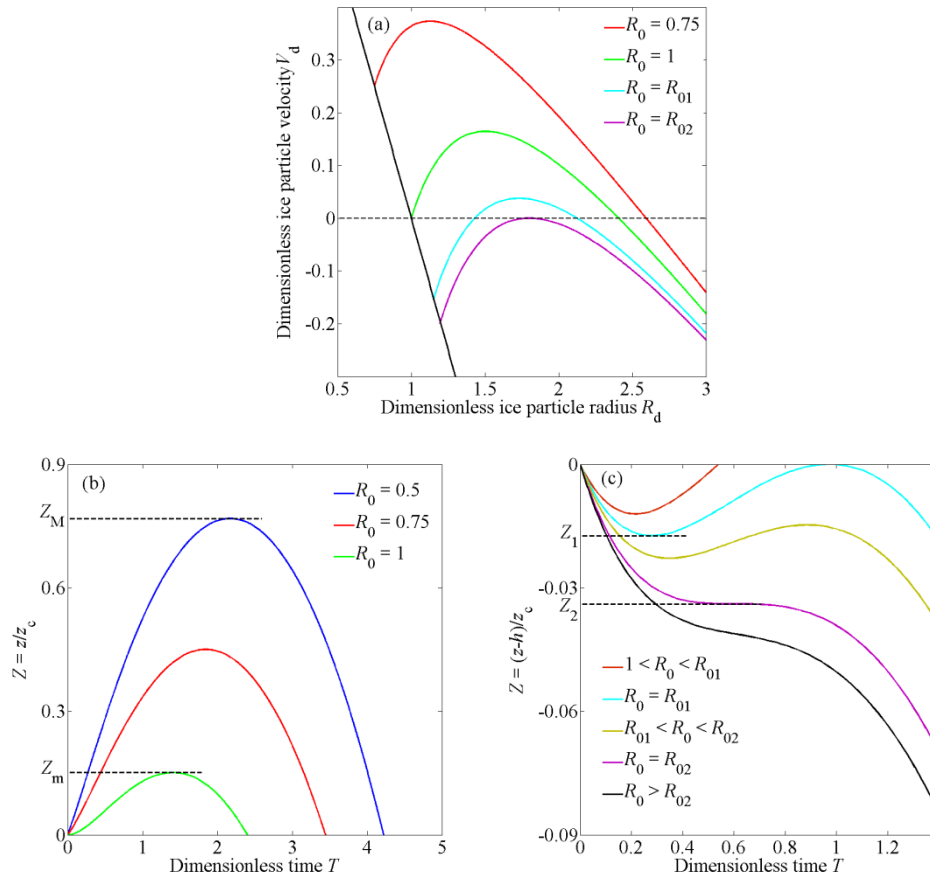 (a)
R0 = 0.75
R0 = 1
R0 = R01
R0 = R02
Dimensionless ice particle velocity Vd
0.3
0.2
0.1
0
-0.1
-0.2
0.5 1 1.5 2 2.5 3
Dimensionless ice particle radius Rd
(b)
R0 = 0.5
R0 = 0.75
R0 = 1
Z = z/zc
0.9
ZM
0.6
0.3
Zm
0
0 1 2 3 4 5
Dimensionless time T
(c)
Z = (z-h)/zc
0
Z1
-0.03
Z2
-0.06
-0.09
1 < R0 < R01
R0 = R01
R01 < R0 < R02
R0 = R02
R0 > R02
0 0.2 0.4 0.6 0.8 1 1.2
Dimensionless time T